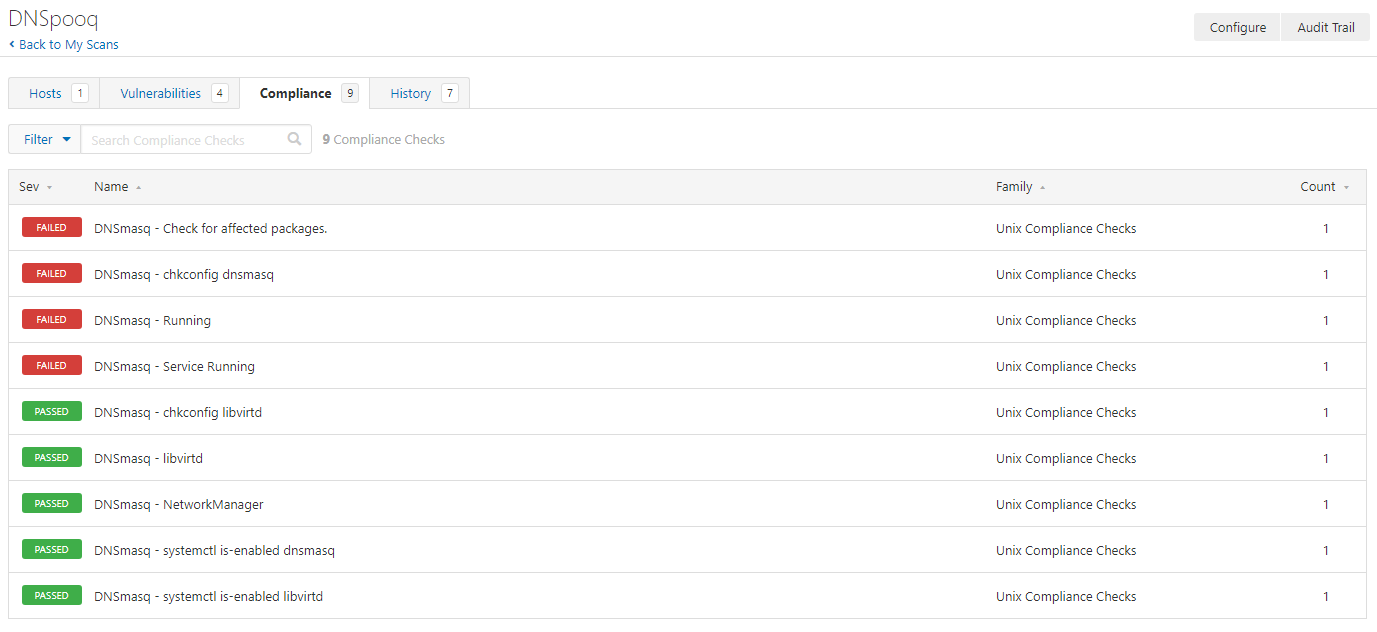 DNSpooq
Back to My Scans
Configure
Audit Trail
Hosts 1
Vulnerabilities 4
Compliance 9
History 7
Filter
Search Compliance Checks
9 Compliance Checks
Sev Name Family Count
FAILED DNSmasq - Check for affected packages. Unix Compliance Checks 1
FAILED DNSmasq - chkconfig dnsmasq Unix Compliance Checks 1
FAILED DNSmasq - Running Unix Compliance Checks 1
FAILED DNSmasq - Service Running Unix Compliance Checks 1
PASSED DNSmasq - chkconfig libvirtd Unix Compliance Checks 1
PASSED DNSmasq - libvirtd Unix Compliance Checks 1
PASSED DNSmasq - NetworkManager Unix Compliance Checks 1
PASSED DNSmasq - systemctl is-enabled dnsmasq Unix Compliance Checks 1
PASSED DNSmasq - systemctl is-enabled libvirtd Unix Compliance Checks 1